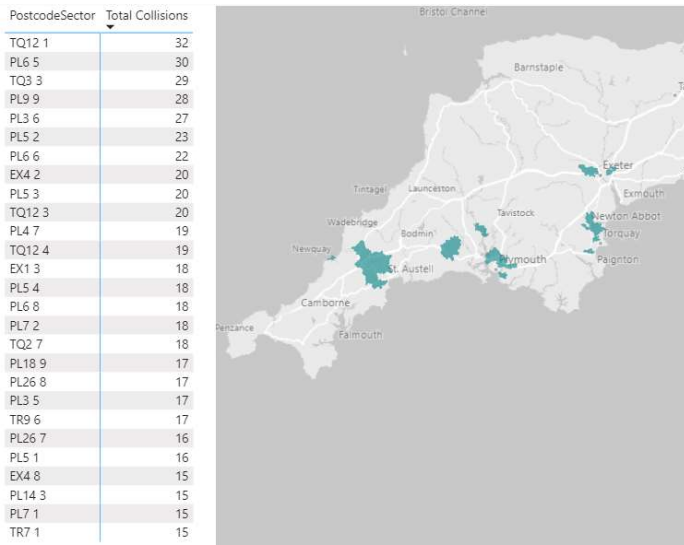 PostcodeSector Total Collisions
TQ12 1 32
PL6 5 30
TQ3 3 29
PL9 9 28
PL3 6 27
PL5 2 23
PL6 6 22
EX4 2 20
PL5 3 20
TQ12 3 20
PL4 7 19
TQ12 4 19
EX1 3 18
PL5 4 18
PL6 8 18
PL7 2 18
TQ2 7 18
PL18 9 17
PL26 8 17
PL3 5 17
TR9 6 17
PL26 7 16
PL5 1 16
EX4 8 15
PL14 3 15
PL7 1 15
TR7 1 15
Bristol Channel
Barnstaple
Exeter
Exmouth
Tintagel
Launceston
Tavistock
Newton Abbot
Wadebridge
Bodmin
Torquay
Newquay
Plymouth
Paignton
St. Austell
Camborne
Penzance
Falmouth